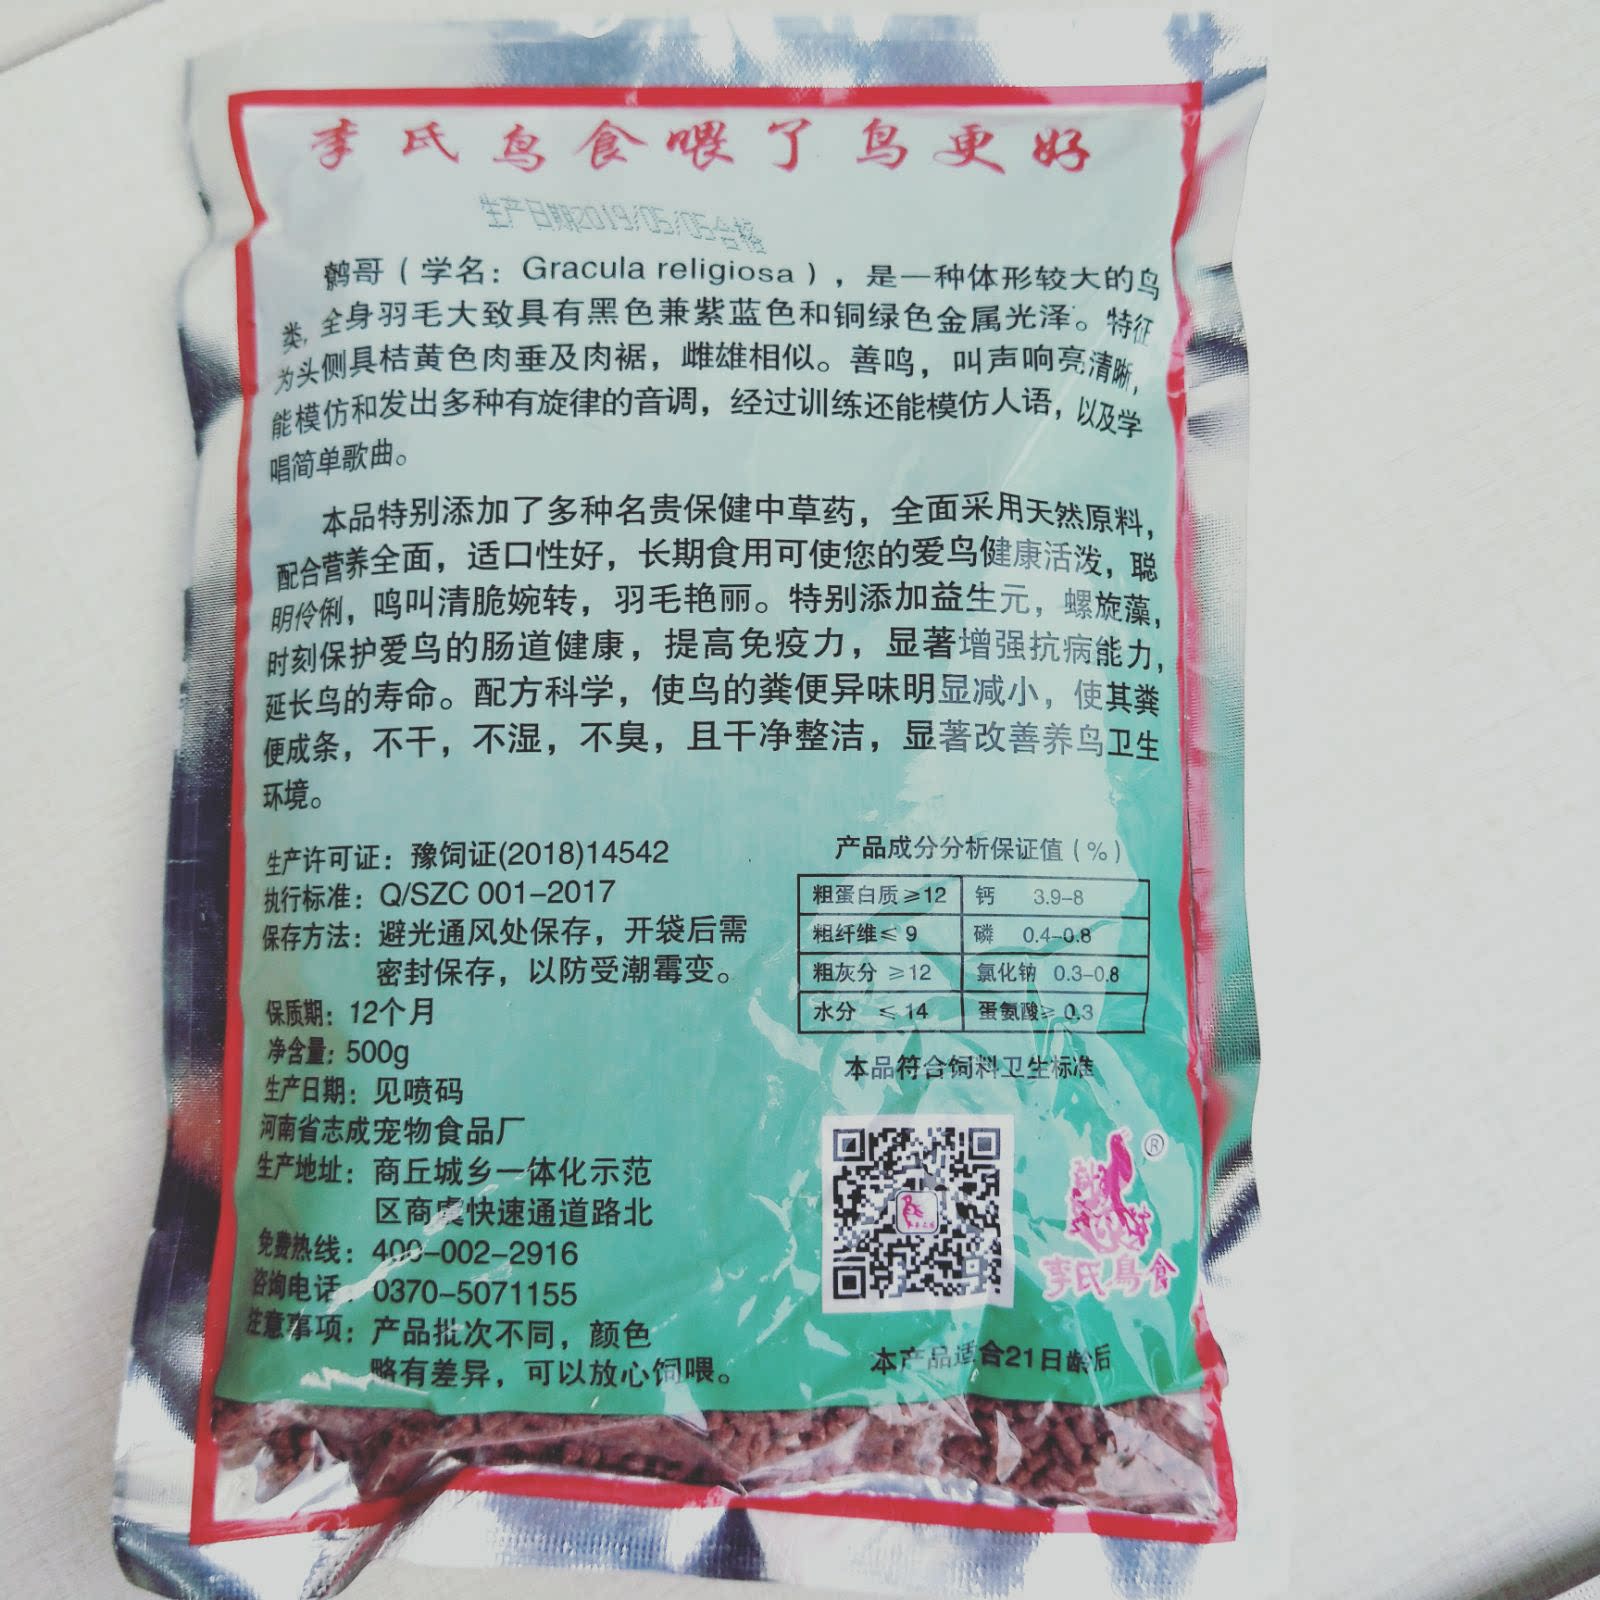 李氏鸟食喂了鸟更好
生产日期2019/05/05合格
鹩哥（学名：Gracula religiosa），是一种体形较大的鸟
类，全身羽毛大致具有黑色兼紫蓝色和铜绿色金属光泽。特征
为头侧具桔黄色肉垂及肉裾，雌雄相似。善鸣，叫声响亮清晰，
能模仿和发出多种有旋律的音调，经过训练还能模仿人语，以及学
唱简单歌曲。
本品特别添加了多种名贵保健中草药，全面采用天然原料，
配合营养全面，适口性好，长期食用可使您的爱鸟健康活泼，聪
明伶俐，鸣叫清脆婉转，羽毛艳丽。特别添加益生元，螺旋藻，
时刻保护爱鸟的肠道健康，提高免疫力，显著增强抗病能力，
延长鸟的寿命。配方科学，使鸟的粪便异味明显减小，使其粪
便成条，不干，不湿，不臭，且干净整洁，显著改善养鸟卫生
环境。
生产许可证：豫饲证(2018)14542
执行标准：Q/SZC 001-2017
保存方法：避光通风处保存，开袋后需
密封保存，以防受潮霉变。
保质期：12个月
净含量：500g
生产日期：见喷码
河南省志成宠物食品厂
生产地址：商丘城乡一体化示范
区商虞快速通道路北
免费热线：400-002-2916
咨询电话：0370-5071155
注意事项：产品批次不同，颜色
略有差异，可以放心饲喂。
产品成分分析保证值（%）
粗蛋白质≥12 钙 3.9-8
粗纤维≤9 磷 0.4-0.8
粗灰分≥12 氯化钠 0.3-0.8
水分≤14 蛋氨酸≥0.3
本品符合饲料卫生标准
®
李氏鸟食
本产品适合21日龄后